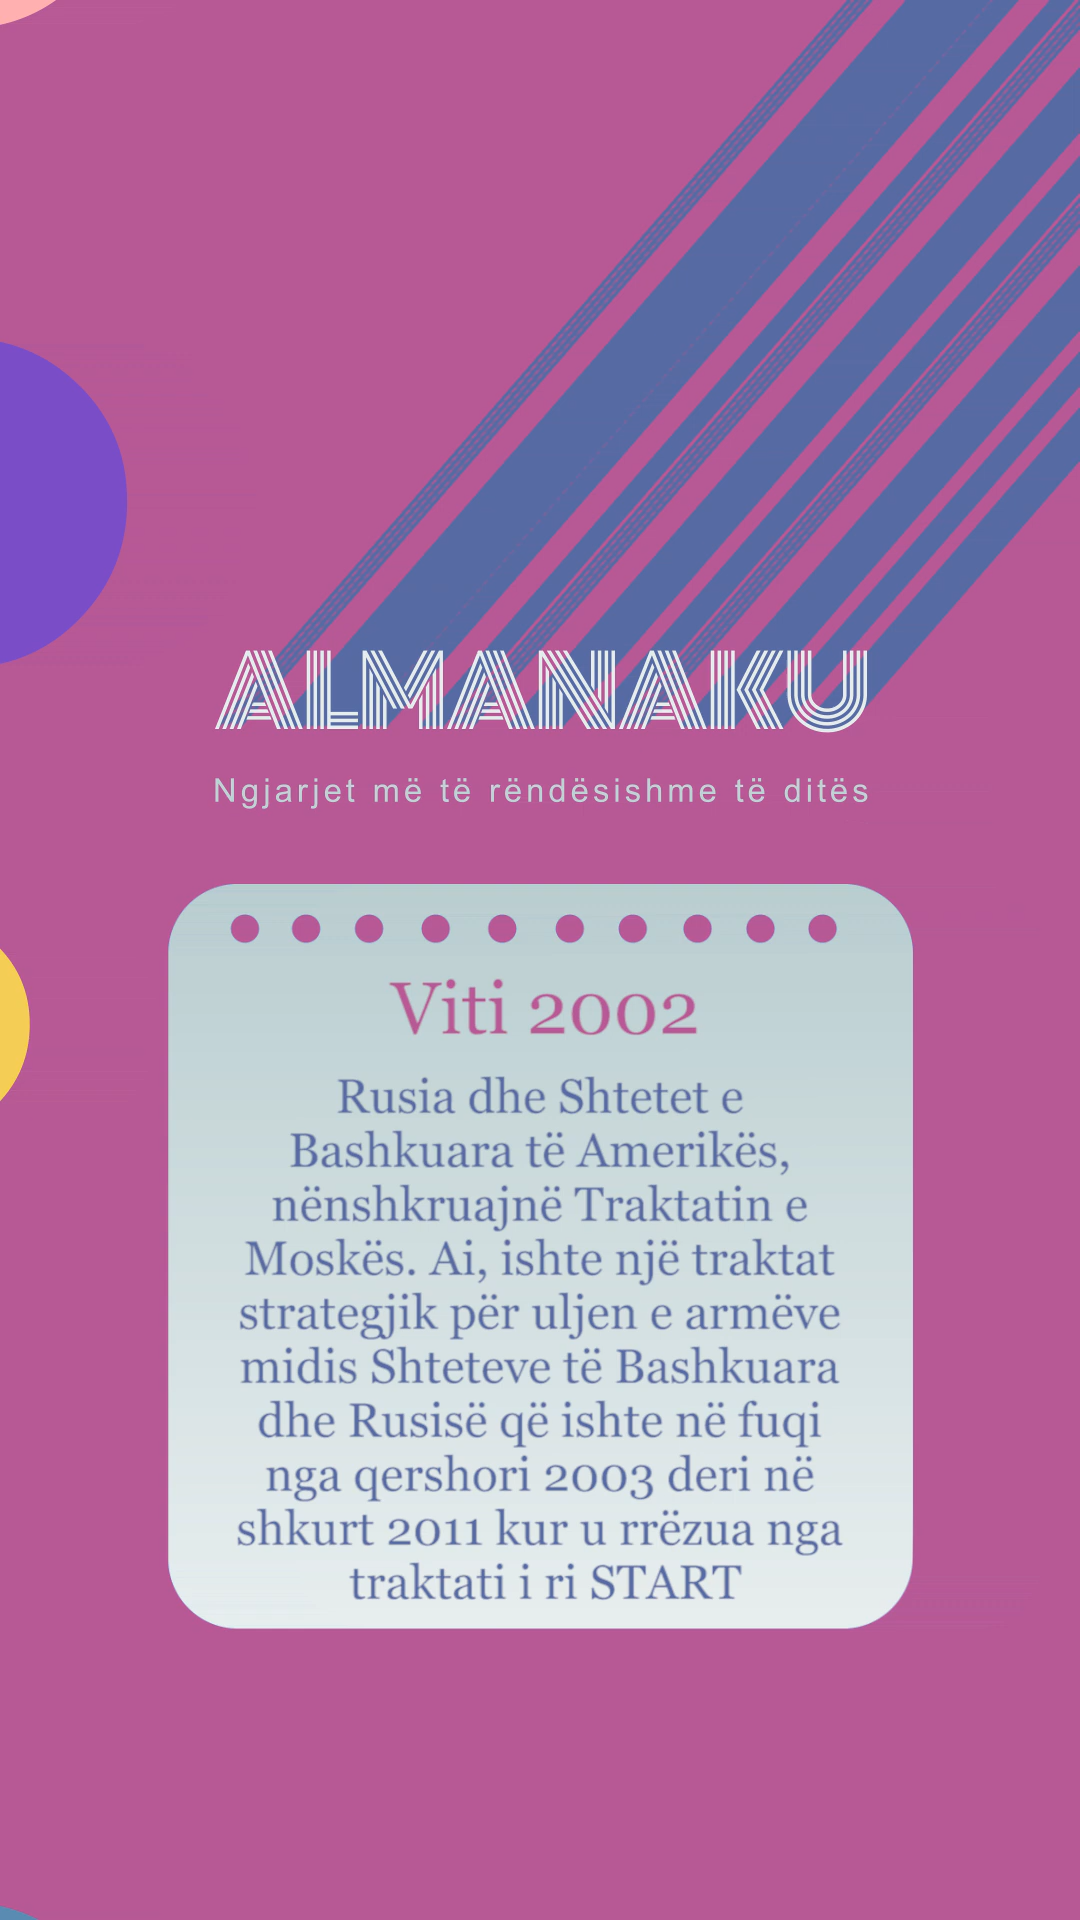 ALMANAKU
Ngjarjet më të rëndësishme të ditës
Viti 2002
Rusia dhe Shtetet e
Bashkuara të Amerikës,
nënshkruajnë Traktatin e
Moskës. Ai, ishte një traktat
strategjik për uljen e armëve
midis Shteteve të Bashkuara
dhe Rusisë që ishte në fuqi
nga qershori 2003 deri në
shkurt 2011 kur u rrëzua nga
traktati i ri START